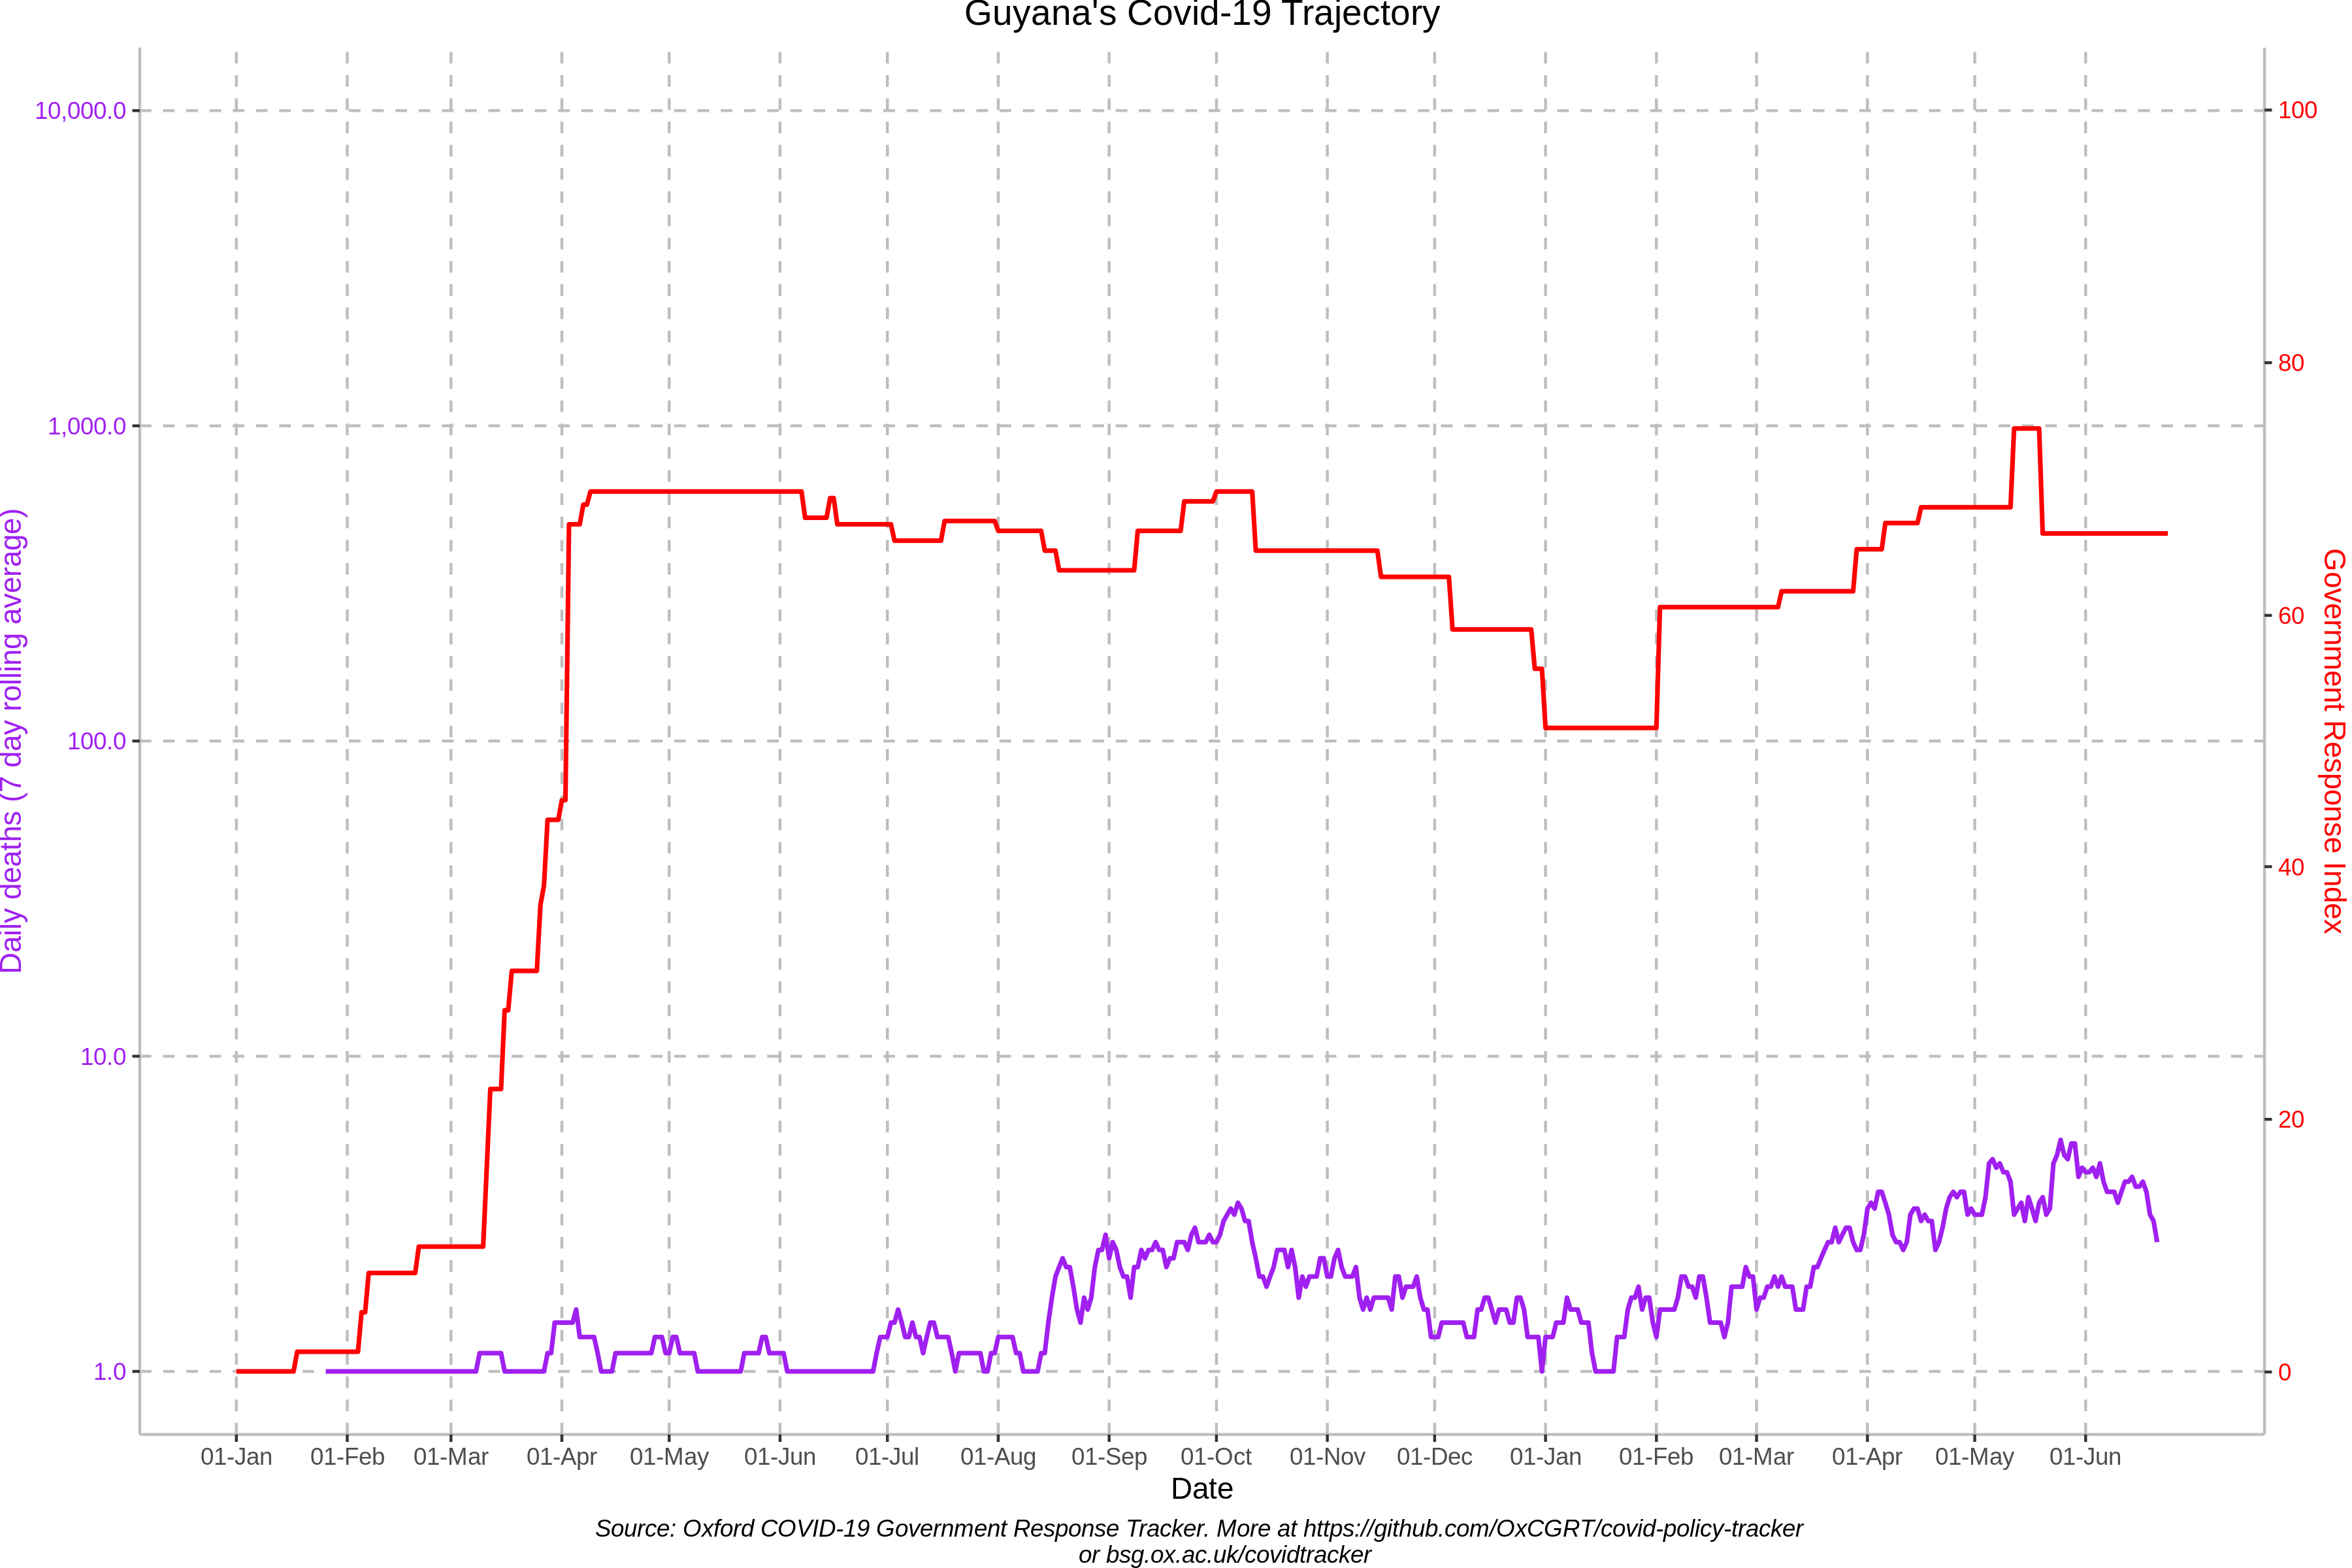 Guyana's Covid-19 Trajectory
Daily deaths (7 day rolling average)
10,000.0
1,000.0
100.0
10.0
1.0
100
80
60
40
20
0
Government Response Index
01-Jan 01-Feb 01-Mar 01-Apr 01-May 01-Jun 01-Jul 01-Aug 01-Sep 01-Oct 01-Nov 01-Dec 01-Jan 01-Feb 01-Mar 01-Apr 01-May 01-Jun
Date
Source: Oxford COVID-19 Government Response Tracker. More at https://github.com/OxCGRT/covid-policy-tracker
or bsg.ox.ac.uk/covidtracker